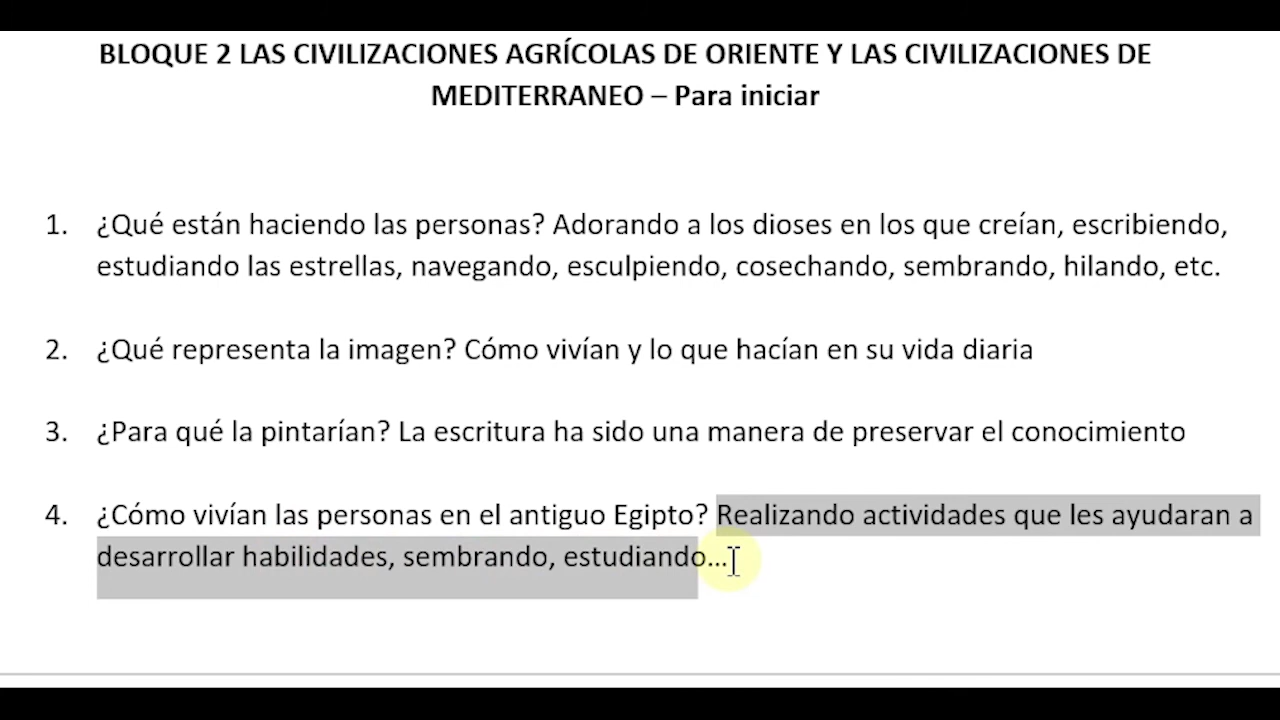 BLOQUE 2 LAS CIVILIZACIONES AGRÍCOLAS DE ORIENTE Y LAS CIVILIZACIONES DE
MEDITERRANEO – Para iniciar
1. ¿Qué están haciendo las personas? Adorando a los dioses en los que creían, escribiendo,
estudiando las estrellas, navegando, esculpiendo, cosechando, sembrando, hilando, etc.
2. ¿Qué representa la imagen? Cómo vivían y lo que hacían en su vida diaria
3. ¿Para qué la pintarían? La escritura ha sido una manera de preservar el conocimiento
4. ¿Cómo vivían las personas en el antiguo Egipto? Realizando actividades que les ayudaran a
desarrollar habilidades, sembrando, estudiando…